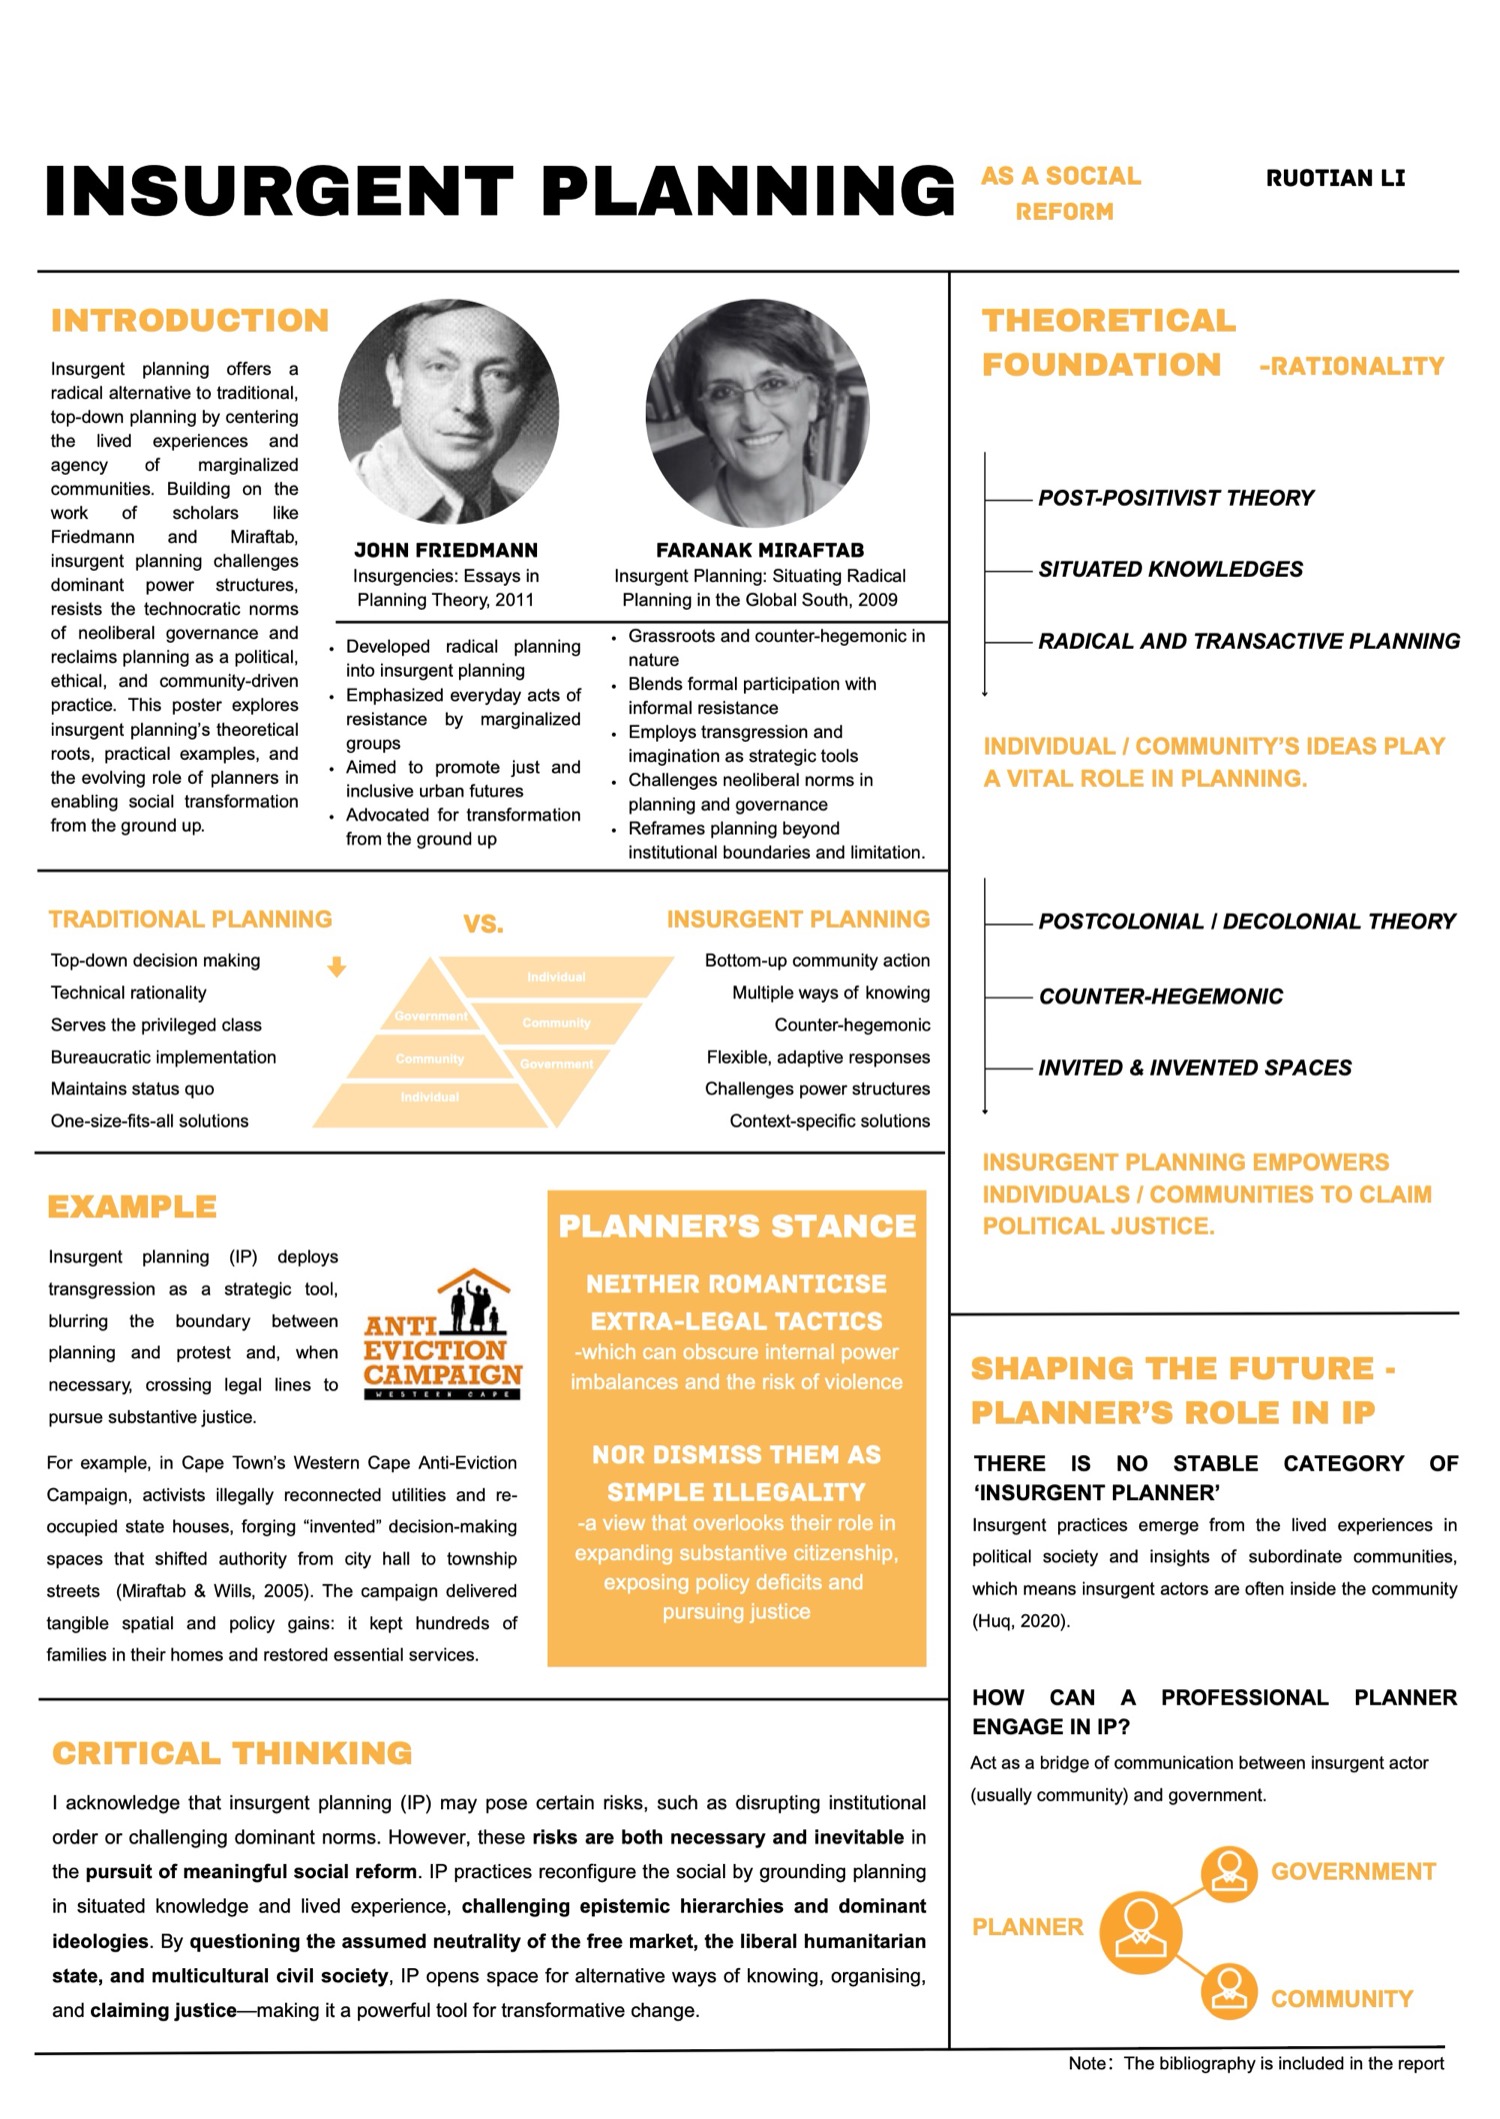 INSURGENT PLANNING
AS A SOCIAL
REFORM
RUOTIAN LI
INTRODUCTION
Insurgent planning offers a
radical alternative to traditional,
top-down planning by centering
the lived experiences and
agency of marginalized
communities. Building on the
work of scholars like
Friedmann and Miraftab,
insurgent planning challenges
dominant power structures,
resists the technocratic norms
of neoliberal governance and
reclaims planning as a political,
ethical, and community-driven
practice. This poster explores
insurgent planning's theoretical
roots, practical examples, and
the evolving role of planners in
enabling social transformation
from the ground up.
JOHN FRIEDMANN
Insurgencies: Essays in
Planning Theory, 2011
• Developed radical planning
into insurgent planning
• Emphasized everyday acts of
resistance by marginalized
groups
• Aimed to promote just and
inclusive urban futures
• Advocated for transformation
from the ground up
FARANAK MIRAFTAB
Insurgent Planning: Situating Radical
Planning in the Global South, 2009
• Grassroots and counter-hegemonic in
nature
• Blends formal participation with
informal resistance
• Employs transgression and
imagination as strategic tools
• Challenges neoliberal norms in
planning and governance
• Reframes planning beyond
institutional boundaries and limitation.
TRADITIONAL PLANNING
VS.
INSURGENT PLANNING
Top-down decision making
Technical rationality
Serves the privileged class
Bureaucratic implementation
Maintains status quo
One-size-fits-all solutions
Government
Community
Individual
Individual
Community
Government
Bottom-up community action
Multiple ways of knowing
Counter-hegemonic
Flexible, adaptive responses
Challenges power structures
Context-specific solutions
EXAMPLE
Insurgent planning (IP) deploys
transgression as a strategic tool,
blurring the boundary between
planning and protest and, when
necessary, crossing legal lines to
pursue substantive justice.
ANTI
EVICTION
CAMPAIGN
WESTERN CAPE
For example, in Cape Town's Western Cape Anti-Eviction
Campaign, activists illegally reconnected utilities and re-
occupied state houses, forging “invented” decision-making
spaces that shifted authority from city hall to township
streets (Miraftab & Wills, 2005). The campaign delivered
tangible spatial and policy gains: it kept hundreds of
families in their homes and restored essential services.
PLANNER'S STANCE
NEITHER ROMANTICISE
EXTRA-LEGAL TACTICS
-which can obscure internal power
imbalances and the risk of violence
NOR DISMISS THEM AS
SIMPLE ILLEGALITY
-a view that overlooks their role in
expanding substantive citizenship,
exposing policy deficits and
pursuing justice
CRITICAL THINKING
I acknowledge that insurgent planning (IP) may pose certain risks, such as disrupting institutional
order or challenging dominant norms. However, these risks are both necessary and inevitable in
the pursuit of meaningful social reform. IP practices reconfigure the social by grounding planning
in situated knowledge and lived experience, challenging epistemic hierarchies and dominant
ideologies. By questioning the assumed neutrality of the free market, the liberal humanitarian
state, and multicultural civil society, IP opens space for alternative ways of knowing, organising,
and claiming justice—making it a powerful tool for transformative change.
THEORETICAL
FOUNDATION -RATIONALITY
POST-POSITIVIST THEORY
SITUATED KNOWLEDGES
RADICAL AND TRANSACTIVE PLANNING
INDIVIDUAL / COMMUNITY'S IDEAS PLAY
A VITAL ROLE IN PLANNING.
POSTCOLONIAL / DECOLONIAL THEORY
COUNTER-HEGEMONIC
INVITED & INVENTED SPACES
INSURGENT PLANNING EMPOWERS
INDIVIDUALS / COMMUNITIES TO CLAIM
POLITICAL JUSTICE.
SHAPING THE FUTURE -
PLANNER'S ROLE IN IP
THERE IS NO STABLE CATEGORY OF
‘INSURGENT PLANNER’
Insurgent practices emerge from the lived experiences in
political society and insights of subordinate communities,
which means insurgent actors are often inside the community
(Huq, 2020).
HOW CAN A PROFESSIONAL PLANNER
ENGAGE IN IP?
Act as a bridge of communication between insurgent actor
(usually community) and government.
GOVERNMENT
PLANNER
COMMUNITY
Note：The bibliography is included in the report